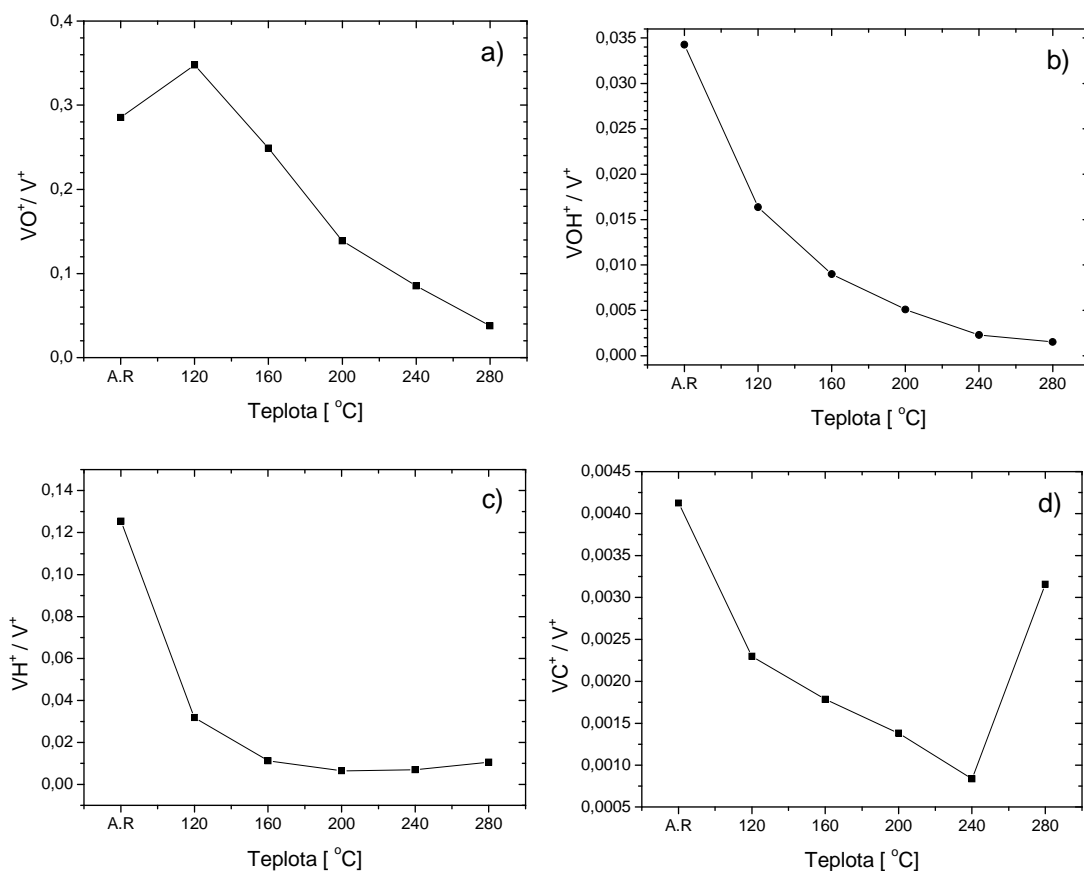 a)
0,4
0,3
0,2
0,1
0,0
VO⁺/ V⁺
A.R 120 160 200 240 280
Teplota [ °C]
b)
0,035
0,030
0,025
0,020
0,015
0,010
0,005
0,000
VOH⁺ / V⁺
A.R 120 160 200 240 280
Teplota [ °C]
c)
0,14
0,12
0,10
0,08
0,06
0,04
0,02
0,00
VH⁺ / V⁺
A.R 120 160 200 240 280
Teplota [ °C]
d)
0,0045
0,0040
0,0035
0,0030
0,0025
0,0020
0,0015
0,0010
0,0005
VC⁺ / V⁺
A.R 120 160 200 240 280
Teplota [ °C]